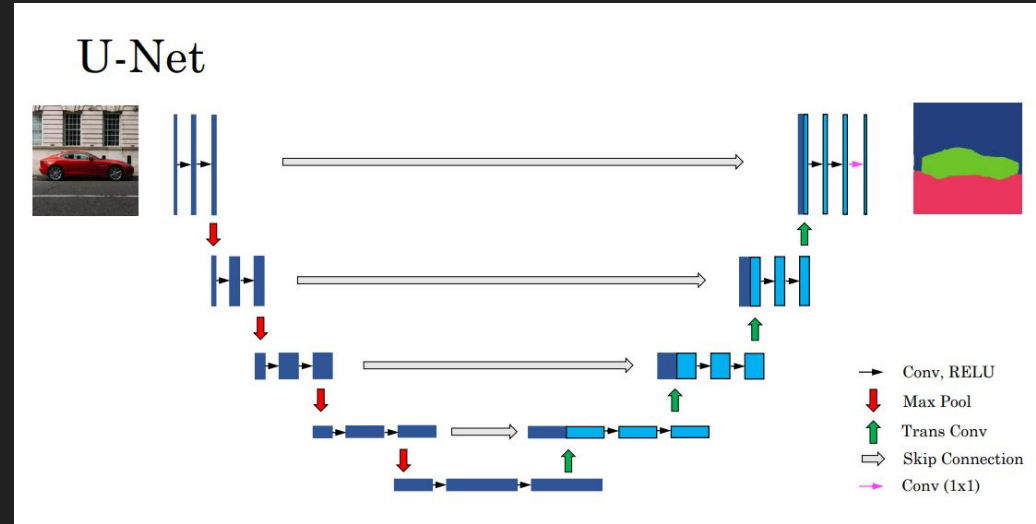 U-Net
Conv, RELU
Max Pool
Trans Conv
Skip Connection
Conv (1x1)